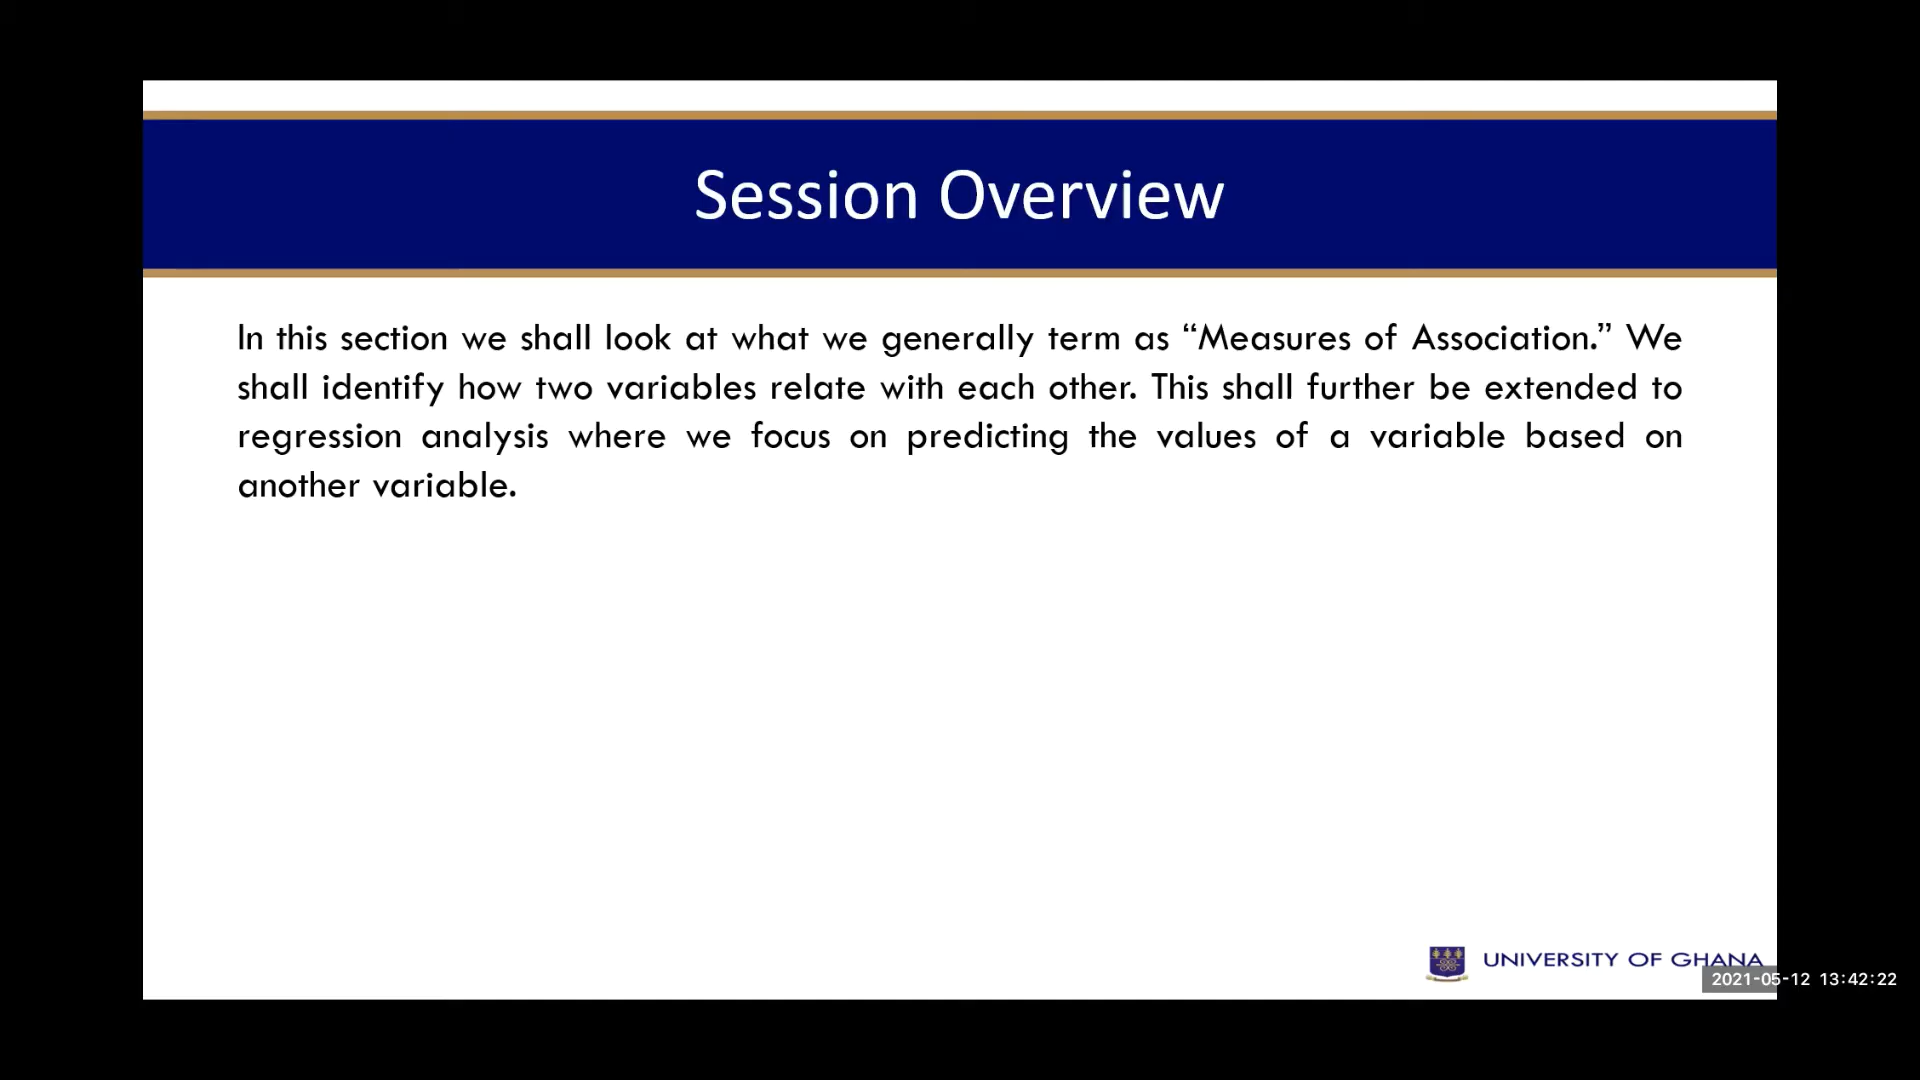 Session Overview
In this section we shall look at what we generally term as “Measures of Association.” We
shall identify how two variables relate with each other. This shall further be extended to
regression analysis where we focus on predicting the values of a variable based on
another variable.
UNIVERSITY OF GHANA
2021-05-12 13:42:22